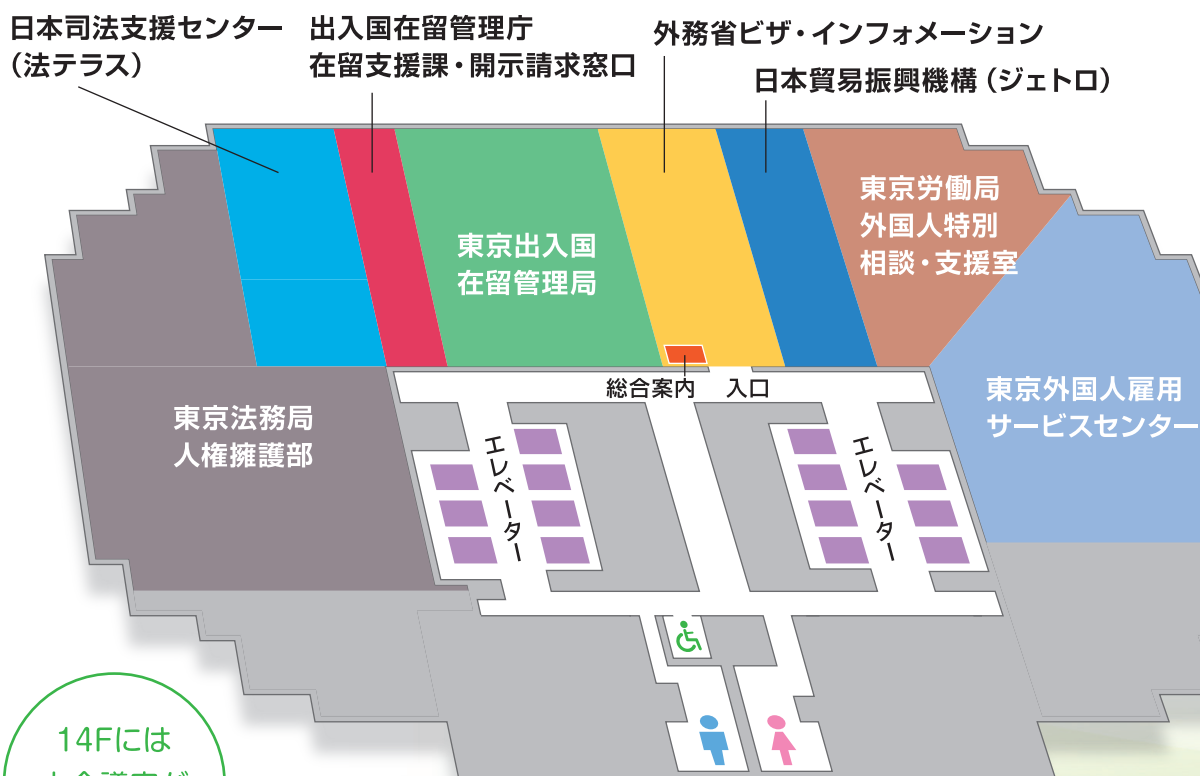 日本司法支援センター
（法テラス）
出入国在留管理庁
在留支援課・開示請求窓口
外務省ビザ・インフォメーション
日本貿易振興機構（ジェトロ）
東京出入国
在留管理局
東京労働局
外国人特別
相談・支援室
総合案内
入口
東京外国人雇用
サービスセンター
東京法務局
人権擁護部
エレベーター
エレベーター
14Fには